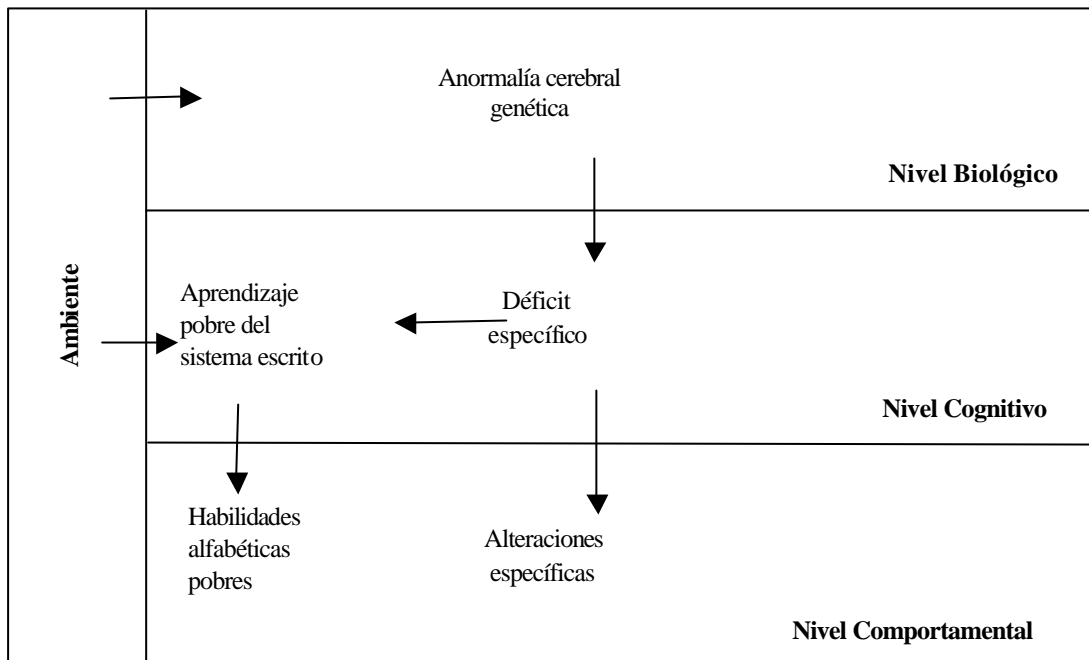 Anormalía cerebral
genética
Nivel Biológico
Ambiente
Aprendizaje
pobre del
sistema escrito
Déficit
específico
Nivel Cognitivo
Habilidades
alfabéticas
pobres
Alteraciones
específicas
Nivel Comportamental